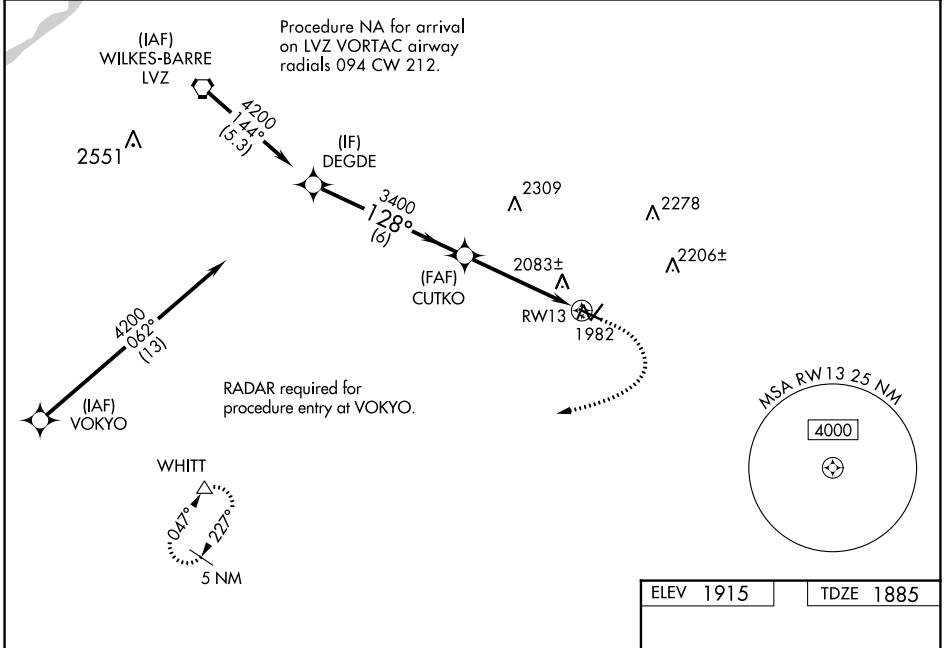 Procedure NA for arrival
on LVZ VORTAC airway
radials 094 CW 212.
(IAF)
WILKES-BARRE
LVZ
4200
144°
(5.3)
2551
(IF)
DEGDE
3400
128°
(6)
2309
2278
2206±
2083±
(FAF)
CUTKO
RW13
1982
4200
062°
(13)
(IAF)
VOKYO
RADAR required for
procedure entry at VOKYO.
WHITT
047°
227°
5 NM
MSA RW13 25 NM
4000
ELEV 1915
TDZE 1885